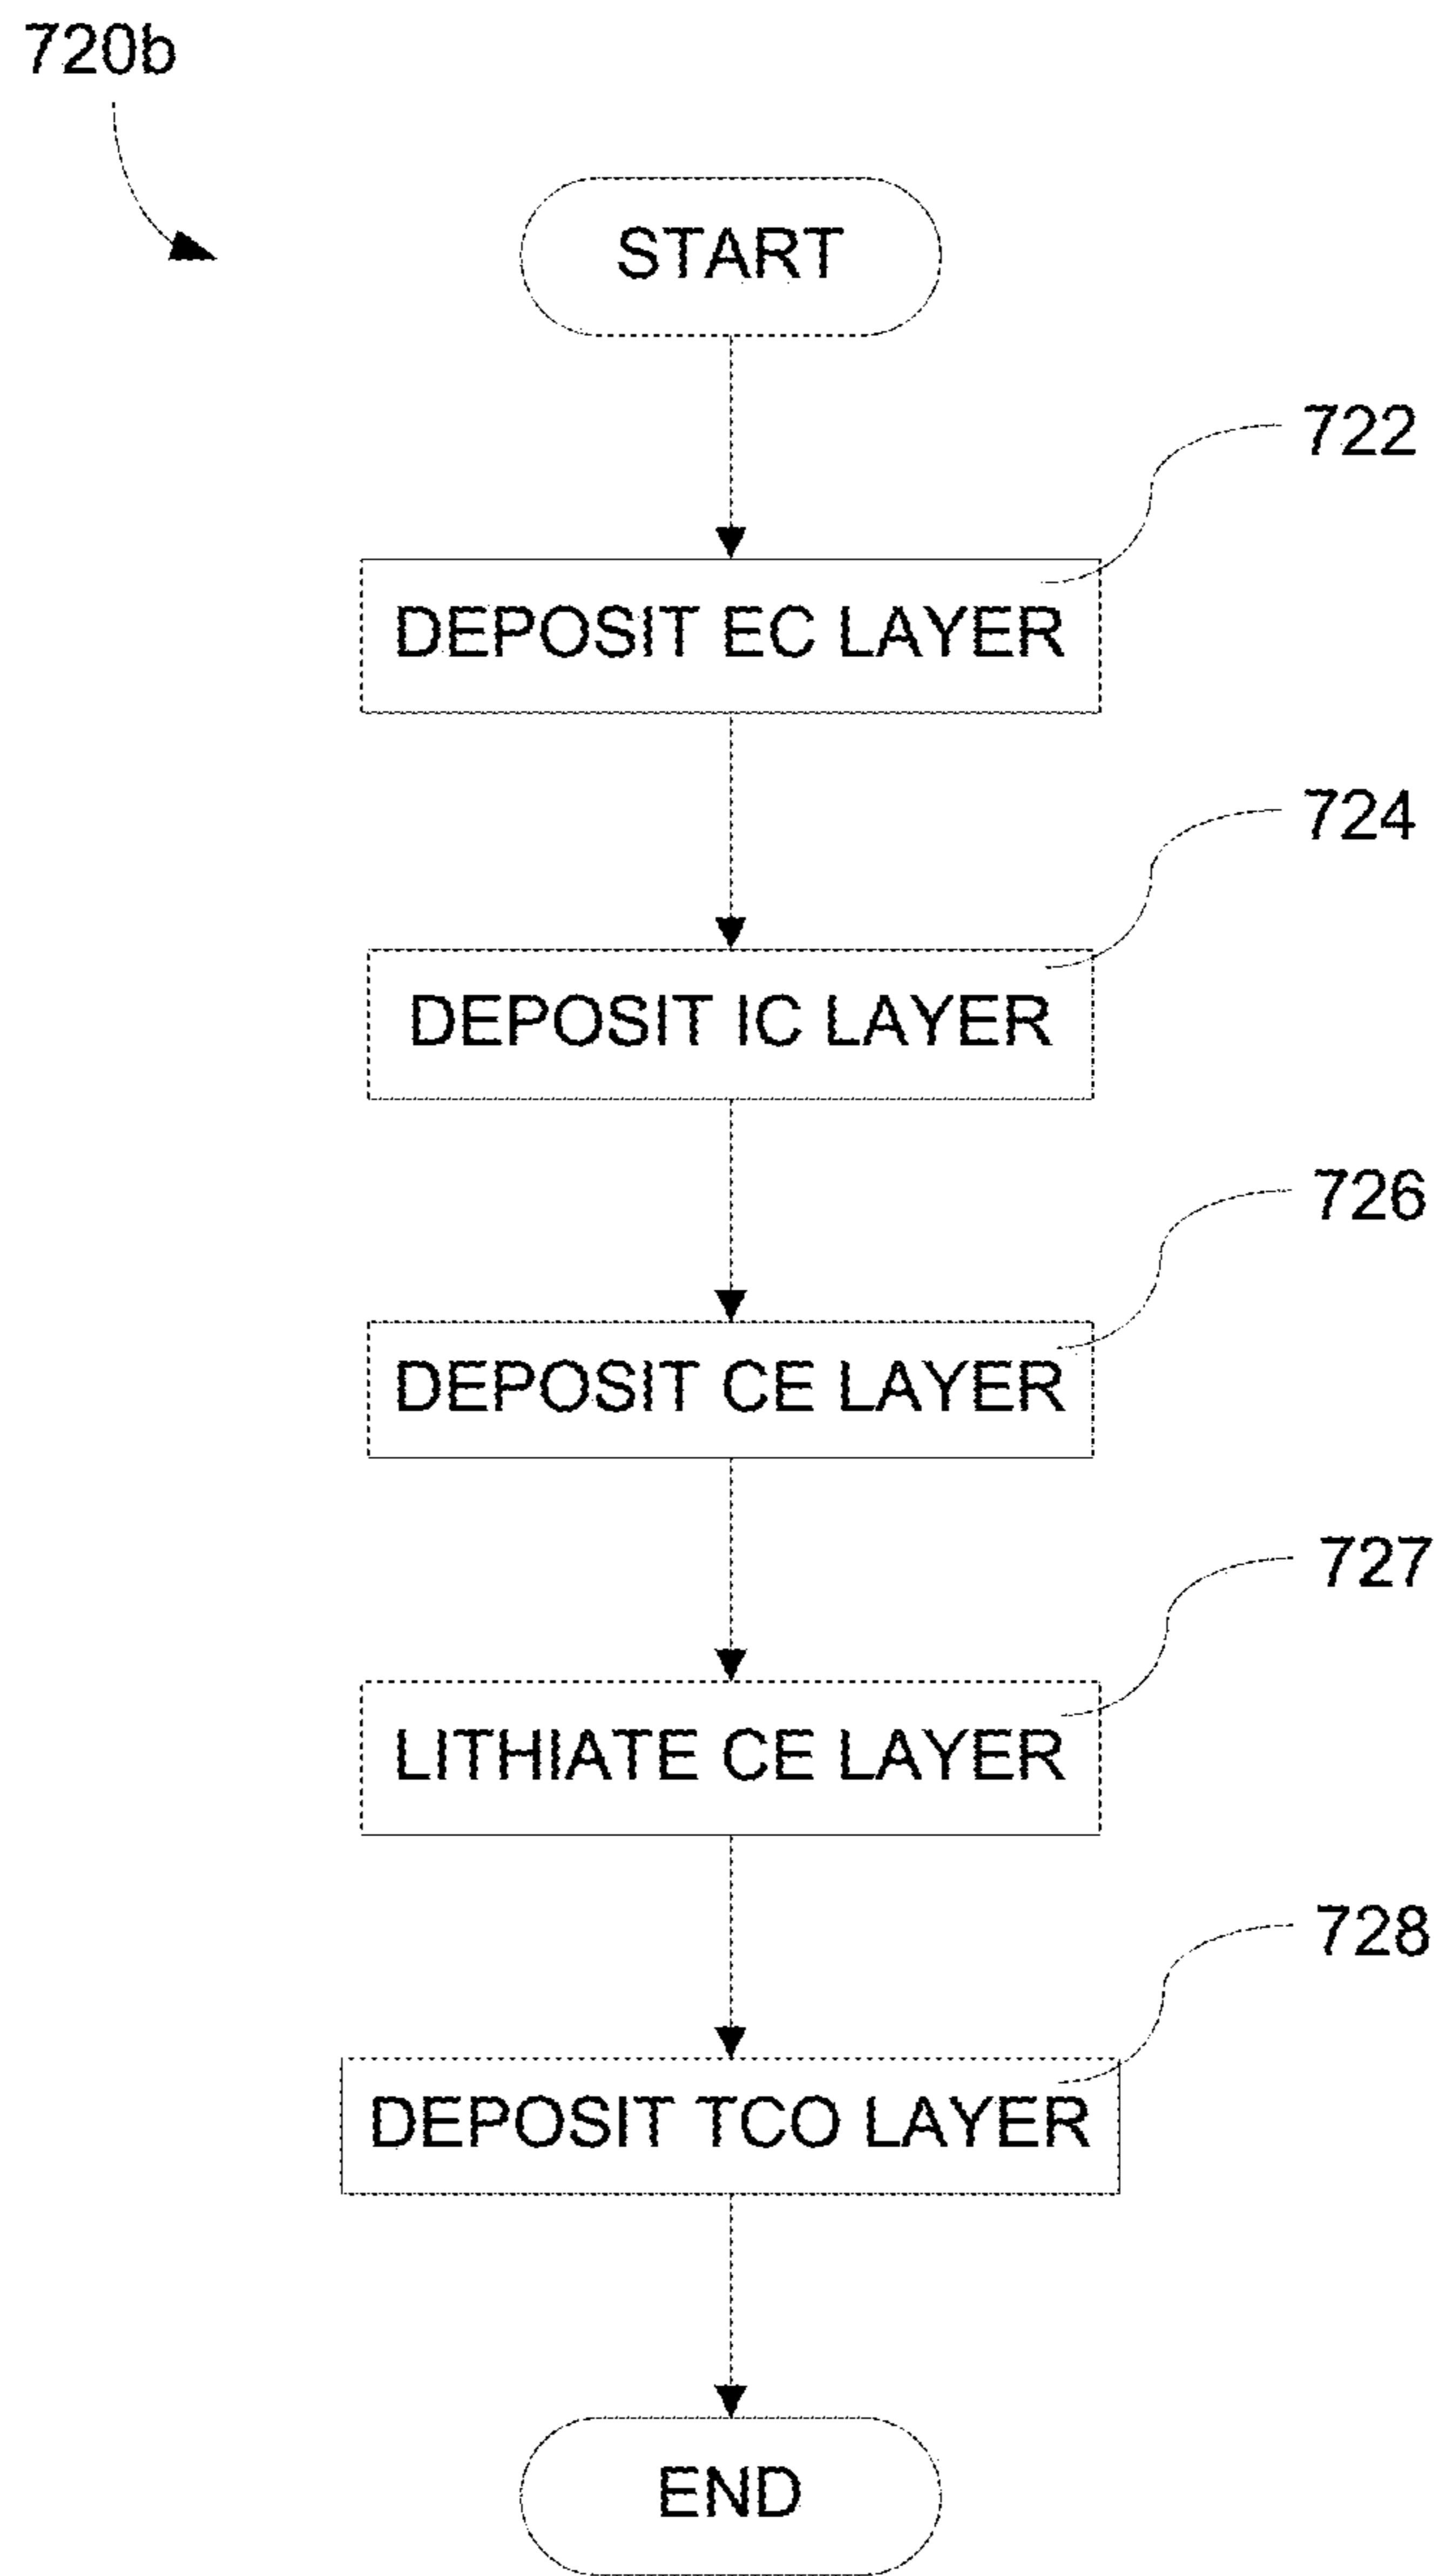 720b
START
722
DEPOSIT EC LAYER
724
DEPOSIT IC LAYER
726
DEPOSIT CE LAYER
727
LITHIATE CE LAYER
728
DEPOSIT TCO LAYER
END